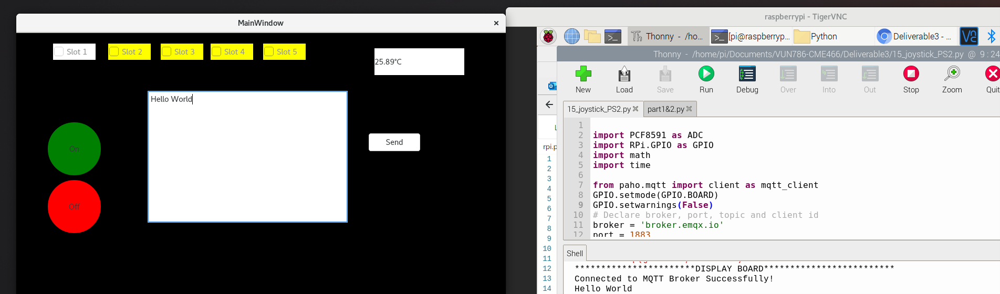 MainWindow ×
Slot 1 Slot 2 Slot 3 Slot 4 Slot 5
25.89°C
Hello World
Send
On
Off
raspberrypi - TigerVNC
Thonny - /ho... [pi@raspberryp... Python Deliverable3 - ...
Thonny - /home/pi/Documents/VUN786-CME466/Deliverable3/15_joystick_PS2.py @ 9:24
New Load Save Run Debug Over Into Out Stop Zoom Quit
15_joystick_PS2.py part1&2.py
rpi.p
1
2
3
4
5
6
7
8
9
10
11
12
13
14
1
2 import PCF8591 as ADC
3 import RPi.GPIO as GPIO
4 import math
5 import time
6
7 from paho.mqtt import client as mqtt_client
8 GPIO.setmode(GPIO.BOARD)
9 GPIO.setwarnings(False)
10 # Declare broker, port, topic and client id
11 broker = 'broker.emqx.io'
12 port = 1883
Shell
***********************DISPLAY BOARD*************************
Connected to MQTT Broker Successfully!
Hello World